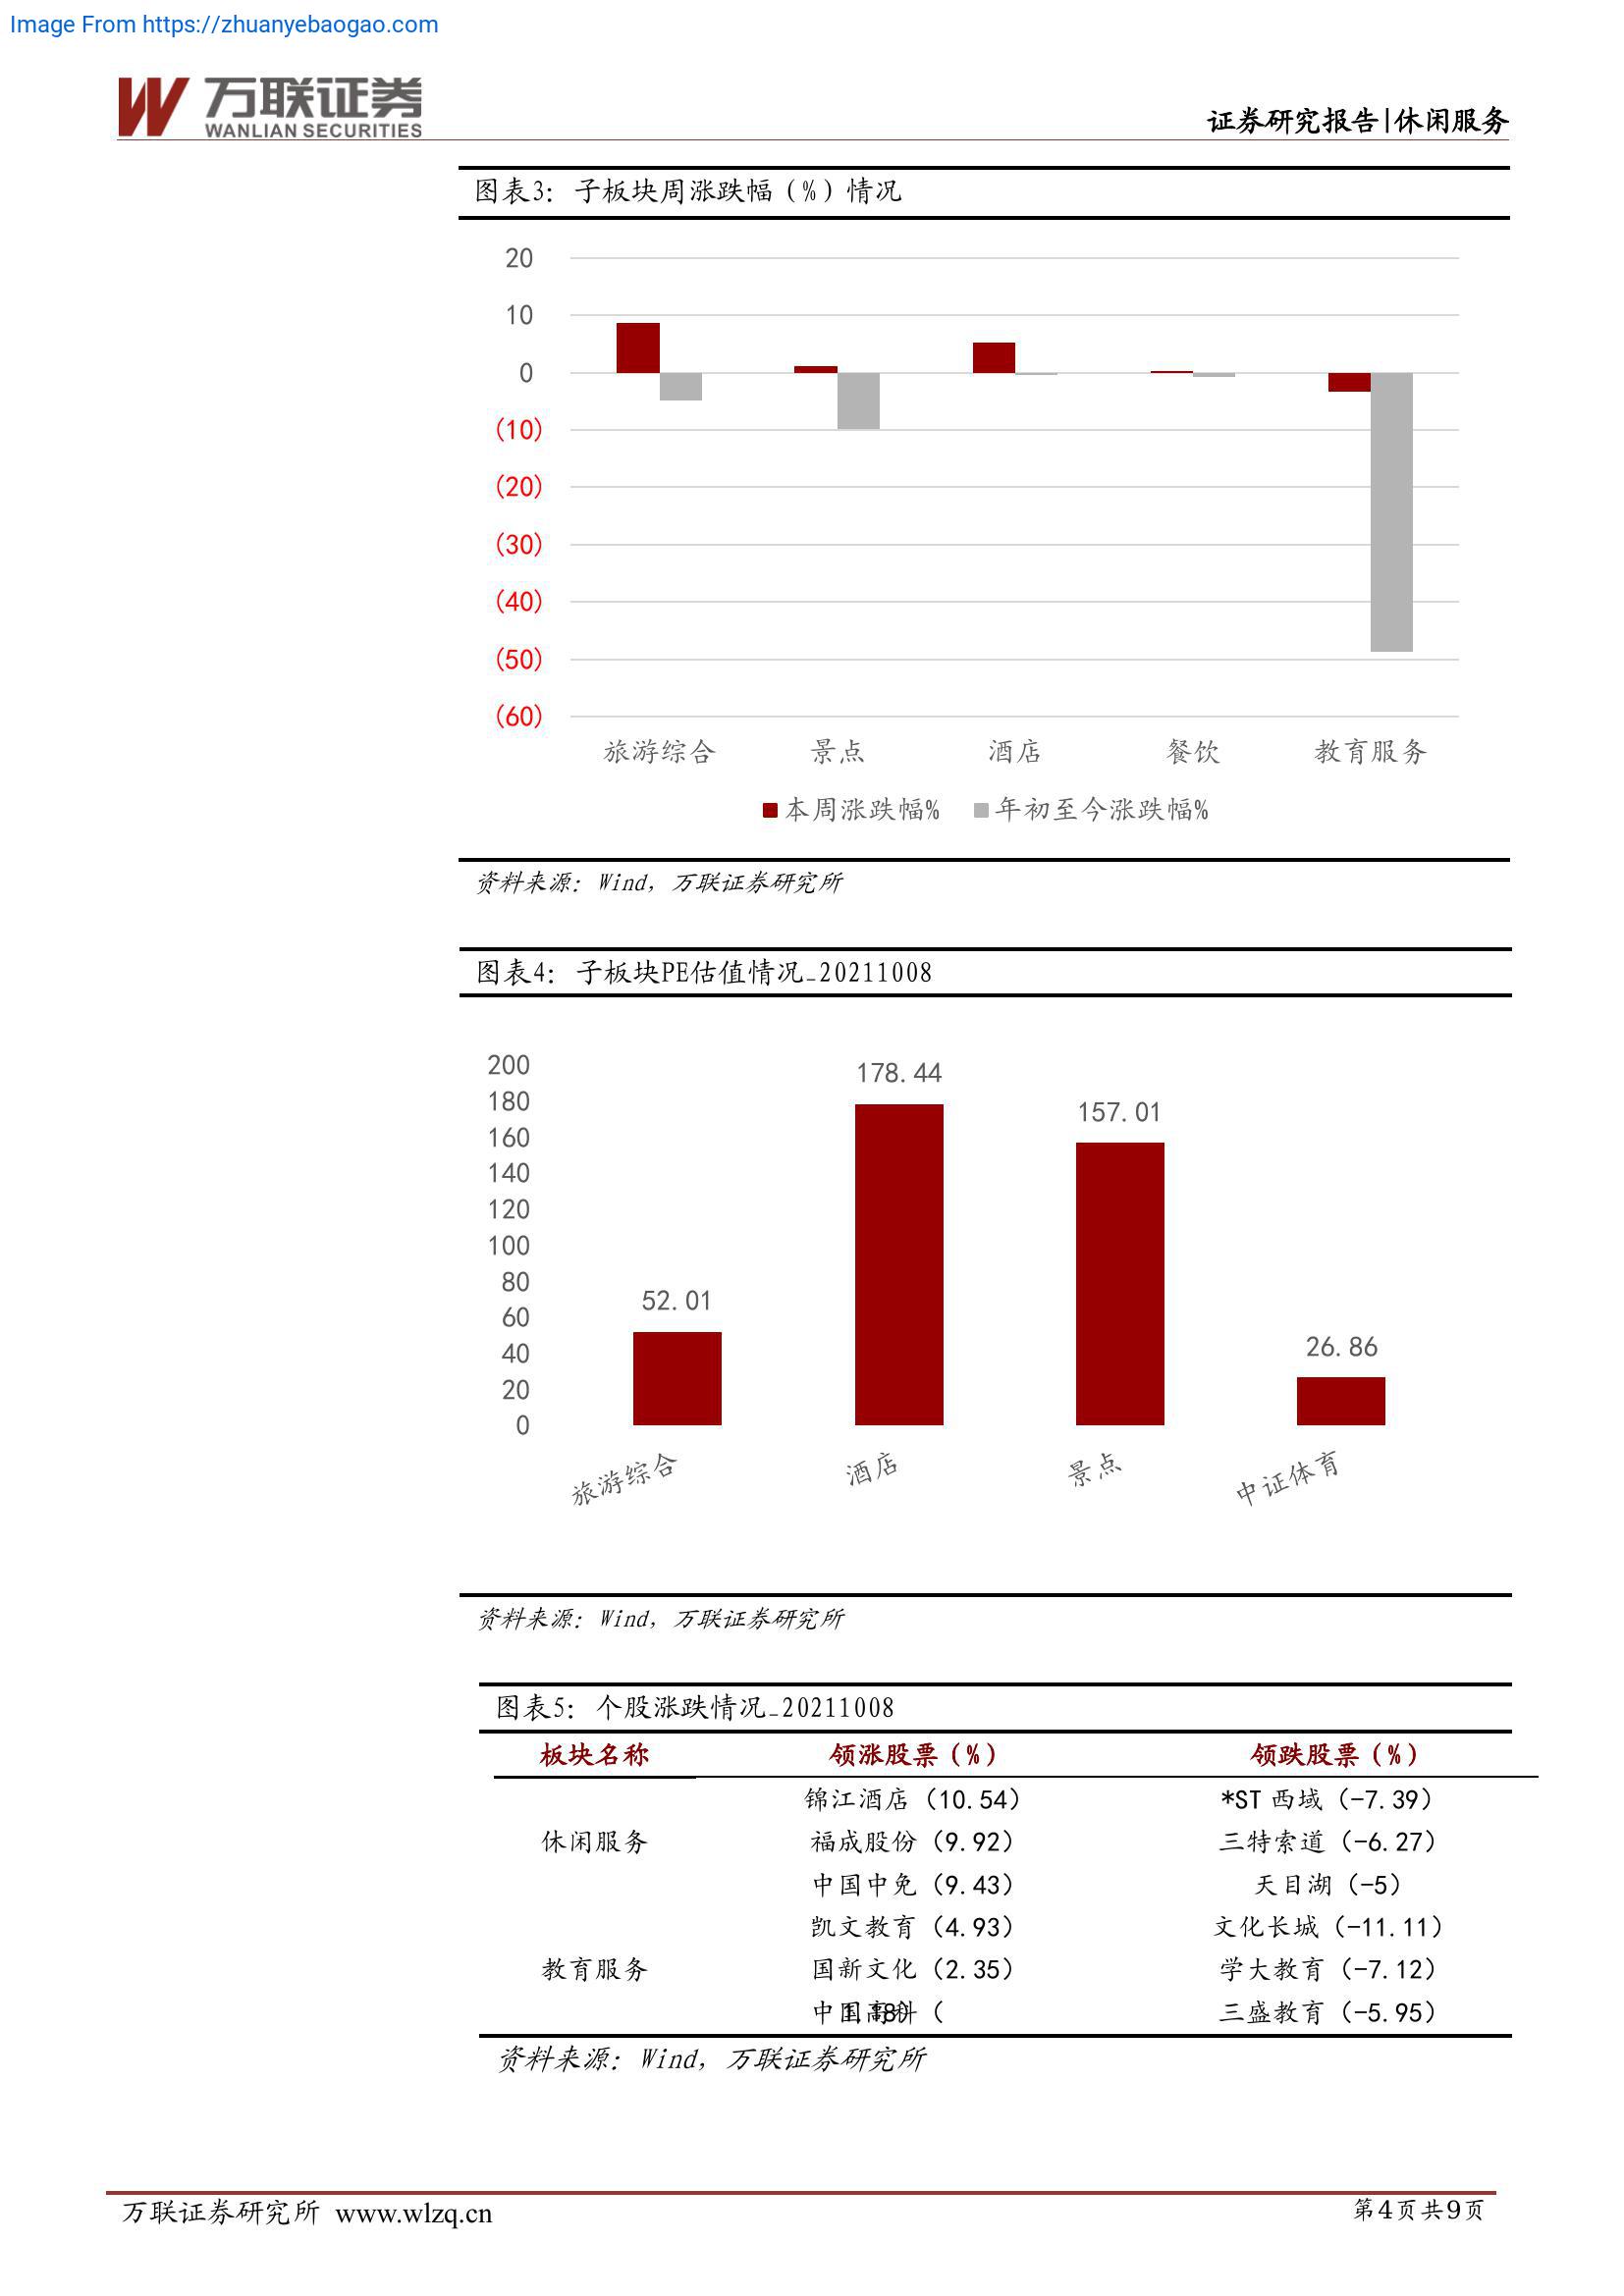 Image From https://zhuanyebaogao.com
万联证券
WANLIAN SECURITIES
证券研究报告|休闲服务
图表3：子板块周涨跌幅（%）情况
20
10
0
(10)
(20)
(30)
(40)
(50)
(60)
旅游综合 景点 酒店 餐饮 教育服务
本周涨跌幅% 年初至今涨跌幅%
资料来源：Wind，万联证券研究所
图表4：子板块PE估值情况_20211008
200
180
160
140
120
100
80
60
40
20
0
52.01 178.44 157.01 26.86
旅游综合 酒店 景点 中证体育
资料来源：Wind，万联证券研究所
图表5：个股涨跌情况_20211008
板块名称 领涨股票（%） 领跌股票（%）
锦江酒店（10.54） *ST 西域（-7.39）
休闲服务 福成股份（9.92） 三特索道（-6.27）
中国中免（9.43） 天目湖（-5）
凯文教育（4.93） 文化长城（-11.11）
教育服务 国新文化（2.35） 学大教育（-7.12）
中国高科（ 三盛教育（-5.95）
资料来源：Wind，万联证券研究所
万联证券研究所 www.wlzq.cn 第4页共9页